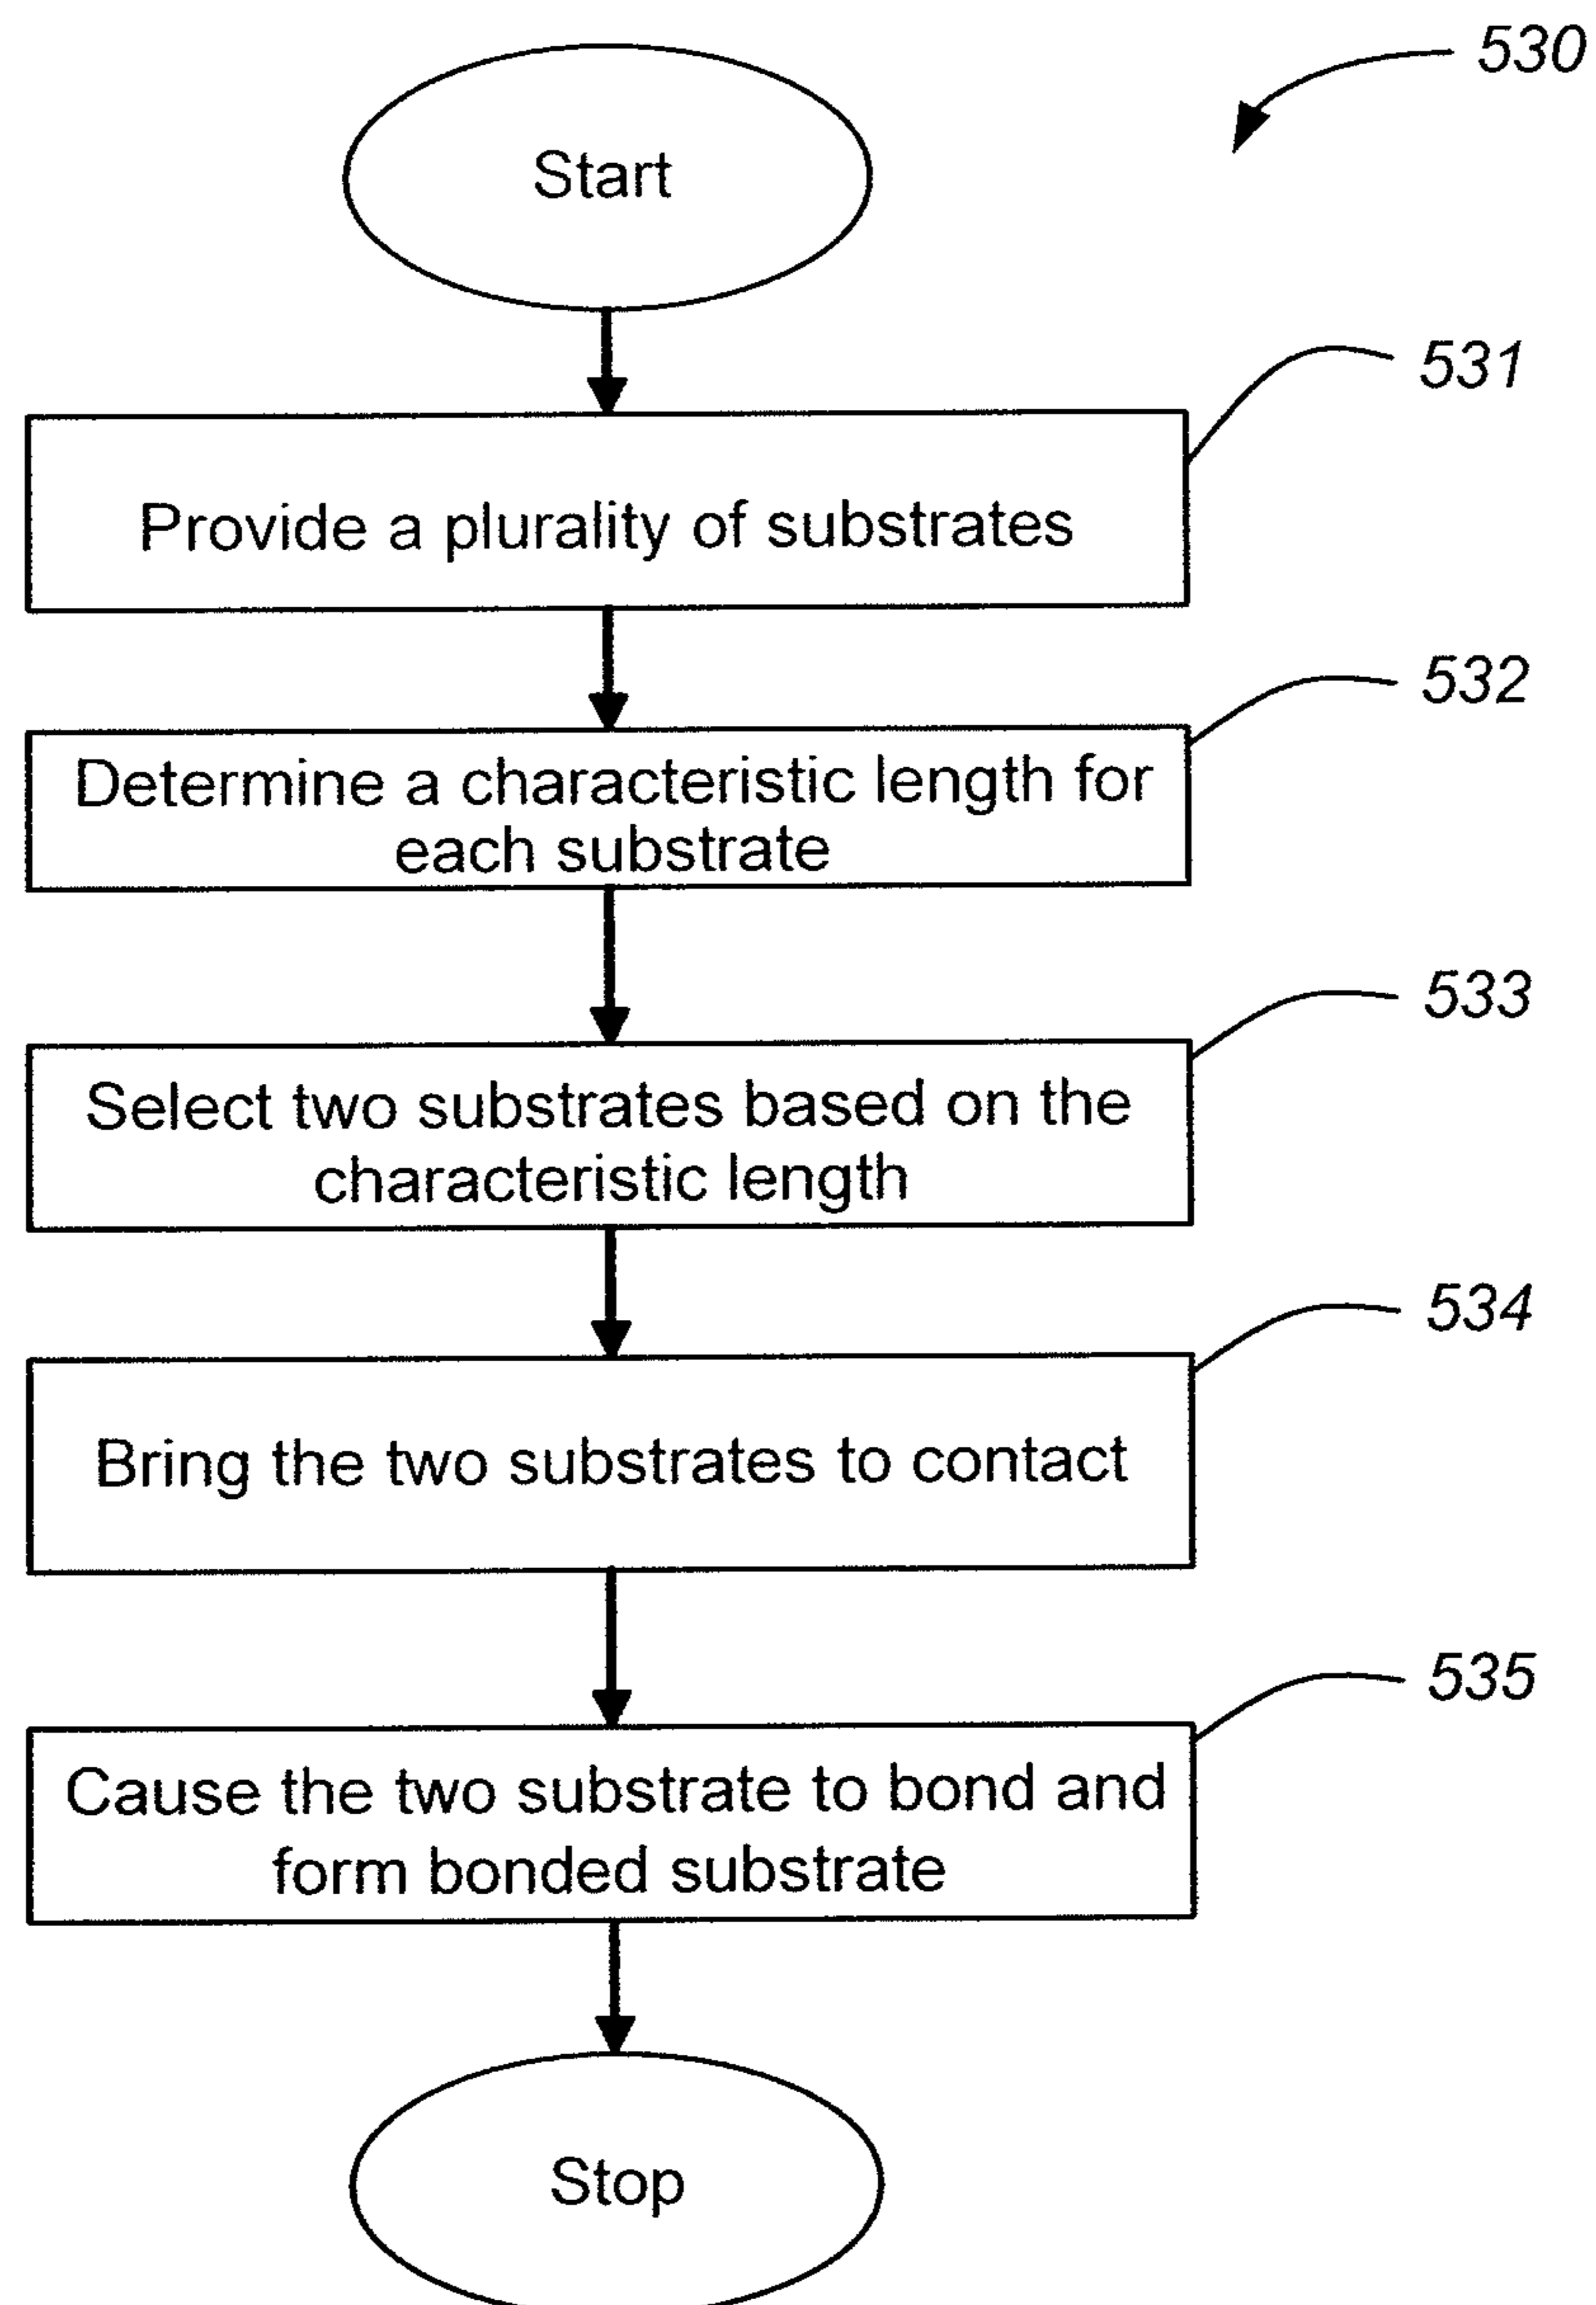 530
Start
531
Provide a plurality of substrates
532
Determine a characteristic length for
each substrate
533
Select two substrates based on the
characteristic length
534
Bring the two substrates to contact
535
Cause the two substrate to bond and
form bonded substrate
Stop